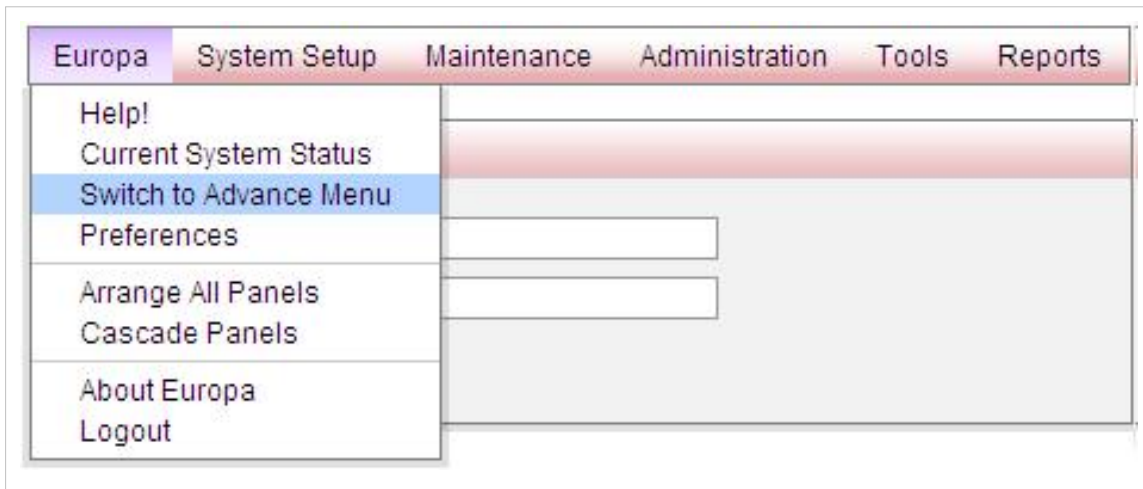 Europa System Setup Maintenance Administration Tools Reports
Help!
Current System Status
Switch to Advance Menu
Preferences
Arrange All Panels
Cascade Panels
About Europa
Logout